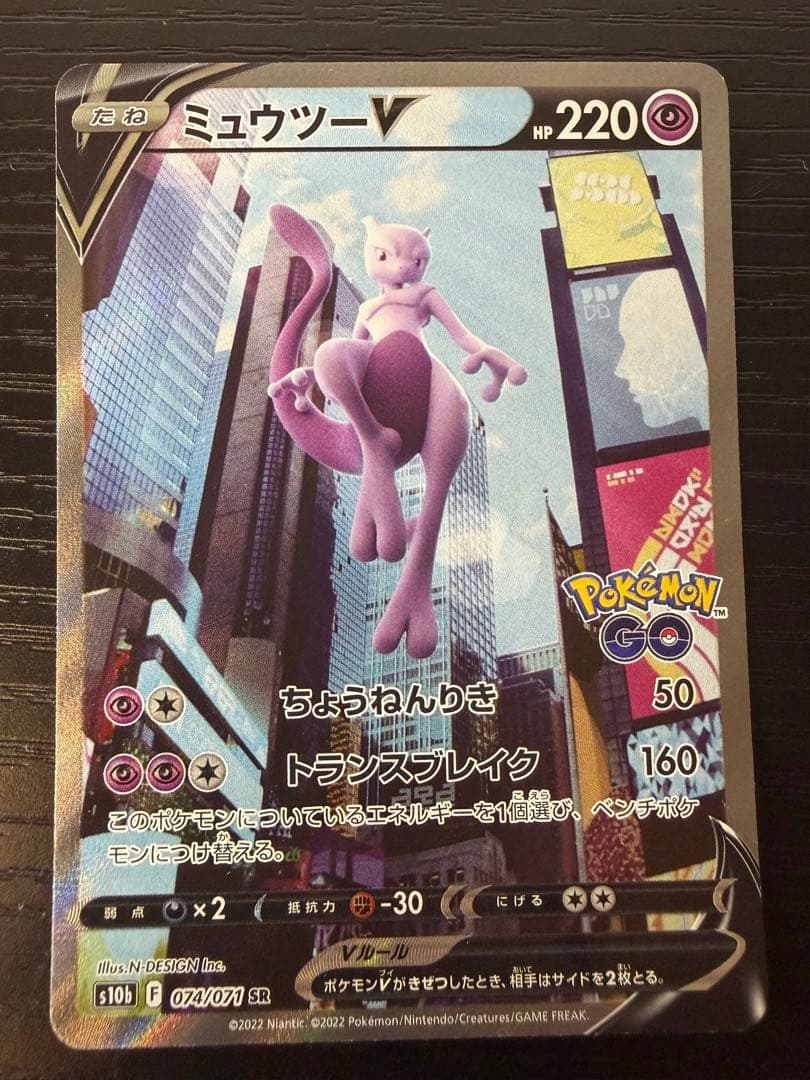 たね ミュウツーV HP 220
Pokémon GO TM
ちょうねんりき 50
トランスブレイク 160
このポケモンについているエネルギーを1個選び、ベンチポケ
モンにつけ替える。
弱点 ×2 抵抗力 -30 にげる
Vルール
ポケモンVがきぜつしたとき、相手はサイドを2枚とる。
Illus.N-DESIGN Inc.
s10b F 074/071 SR
©2022 Niantic. ©2022 Pokémon/Nintendo/Creatures/GAME FREAK.